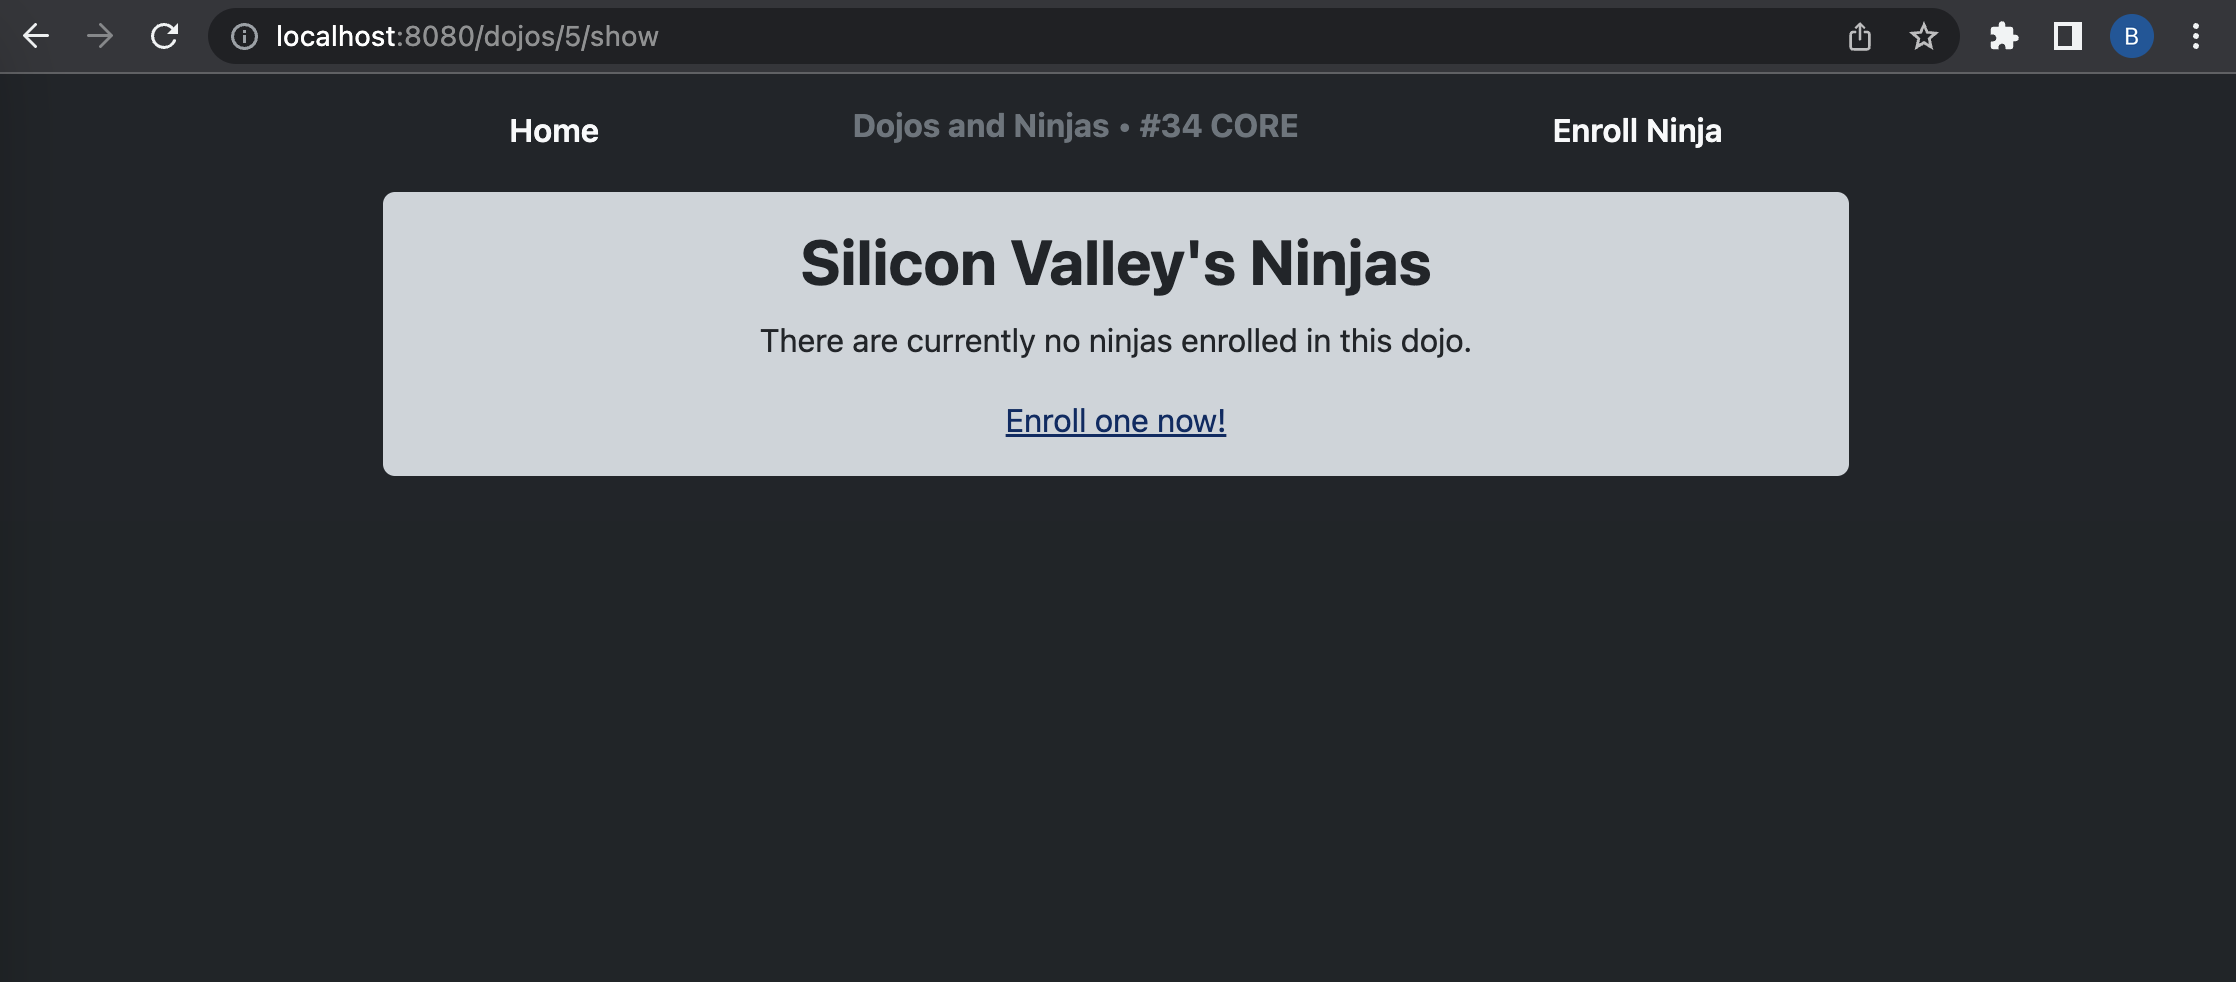 localhost:8080/dojos/5/show
B
Home
Dojos and Ninjas • #34 CORE
Enroll Ninja
Silicon Valley's Ninjas
There are currently no ninjas enrolled in this dojo.
Enroll one now!